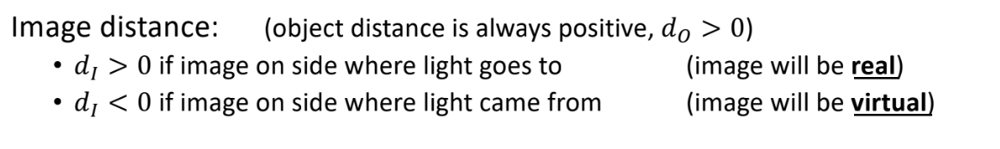 Image distance: (object distance is always positive, d_O > 0)
• d_I > 0 if image on side where light goes to (image will be real)
• d_I < 0 if image on side where light came from (image will be virtual)